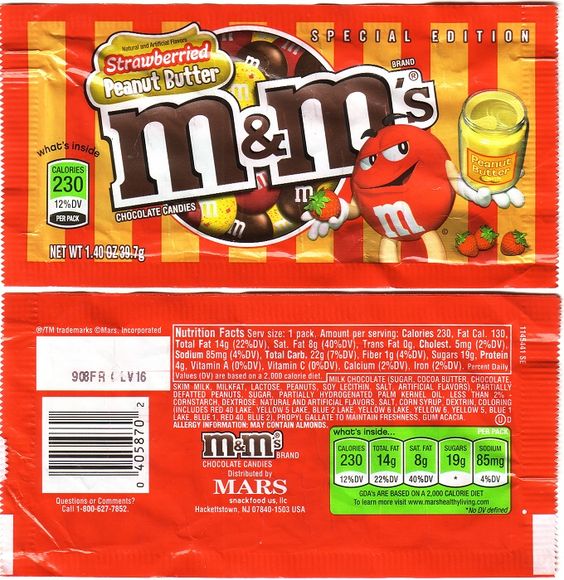 SPECIAL EDITION
Natural and Artificial Flavors
Strawberried
Peanut Butter
BRAND
m&m's®
what's inside
CALORIES
230
12%DV
PER PACK
CHOCOLATE CANDIES
Peanut
Butter
m
NET WT 1.40 OZ 39.7g
®/TM trademarks ©Mars, Incorporated
Nutrition Facts Serv size: 1 pack. Amount per serving: Calories 230, Fat Cal. 130,
Total Fat 14g (22%DV), Sat. Fat 8g (40%DV), Trans Fat 0g, Cholest. 5mg (2%DV),
Sodium 85mg (4%DV), Total Carb. 22g (7%DV), Fiber 1g (4%DV), Sugars 19g, Protein
4g, Vitamin A (0%DV), Vitamin C (0%DV), Calcium (2%DV), Iron (2%DV). Percent Daily
Values (DV) are based on a 2,000 calorie diet. MILK CHOCOLATE (SUGAR, COCOA BUTTER, CHOCOLATE,
SKIM MILK, MILKFAT, LACTOSE, PEANUTS, SOY LECITHIN, SALT, ARTIFICIAL FLAVORS), PARTIALLY
DEFATTED PEANUTS, SUGAR, PARTIALLY HYDROGENATED PALM KERNEL OIL, LESS THAN 2% -
CORNSTARCH, DEXTROSE, NATURAL AND ARTIFICIAL FLAVORS, SALT, CORN SYRUP, DEXTRIN, COLORING
(INCLUDES RED 40 LAKE, YELLOW 5 LAKE, BLUE 2 LAKE, YELLOW 6 LAKE, YELLOW 6, YELLOW 5, BLUE 1
LAKE, BLUE 1, RED 40, BLUE 2), PROPYL GALLATE TO MAINTAIN FRESHNESS, GUM ACACIA.
ALLERGY INFORMATION: MAY CONTAIN ALMONDS.
1145441 SE
908FR LV16
0 405870 2
Questions or Comments?
Call 1-800-627-7852.
m&m's®
BRAND
CHOCOLATE CANDIES
Distributed by
MARS
snackfood us, llc
Hackettstown, NJ 07840-1503 USA
what's inside...
PER PACK
CALORIES TOTAL FAT SAT. FAT SUGARS SODIUM
230 14g 8g 19g 85mg
12%DV 22%DV 40%DV * 4%DV
GDA's ARE BASED ON A 2,000 CALORIE DIET
To learn more visit www.marshealthyliving.com
*No DV defined